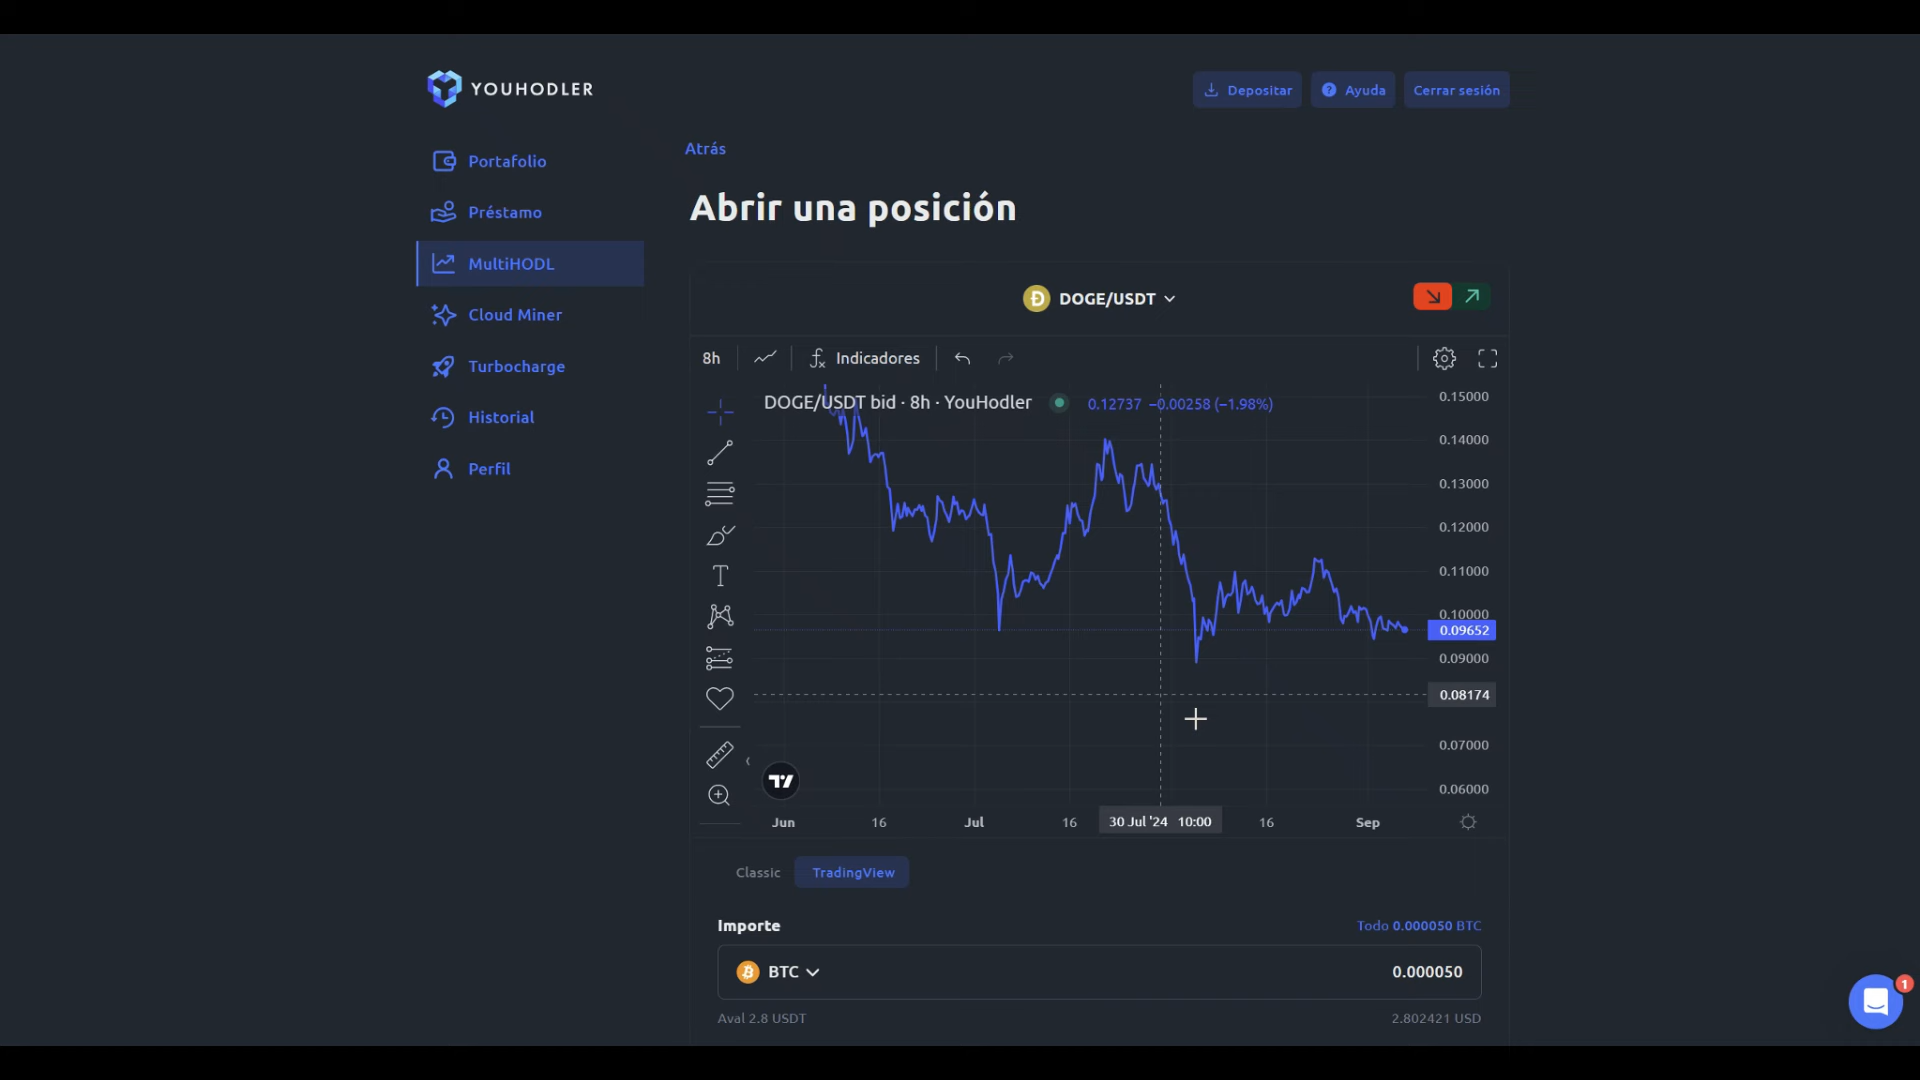 YOUHODLER
Depositar
Ayuda
Cerrar sesión
Portafolio
Préstamo
MultiHODL
Cloud Miner
Turbocharge
Historial
Perfil
Atrás
Abrir una posición
DOGE/USDT
8h
Indicadores
DOGE/USDT bid · 8h · YouHodler
0.12737 −0.00258 (−1.98%)
0.15000
0.14000
0.13000
0.12000
0.11000
0.10000
0.09652
0.09000
0.08174
0.07000
0.06000
Jun
16
Jul
16
30 Jul '24 10:00
16
Sep
Classic
TradingView
Importe
Todo 0.000050 BTC
BTC
0.000050
Aval 2.8 USDT
2.802421 USD
1